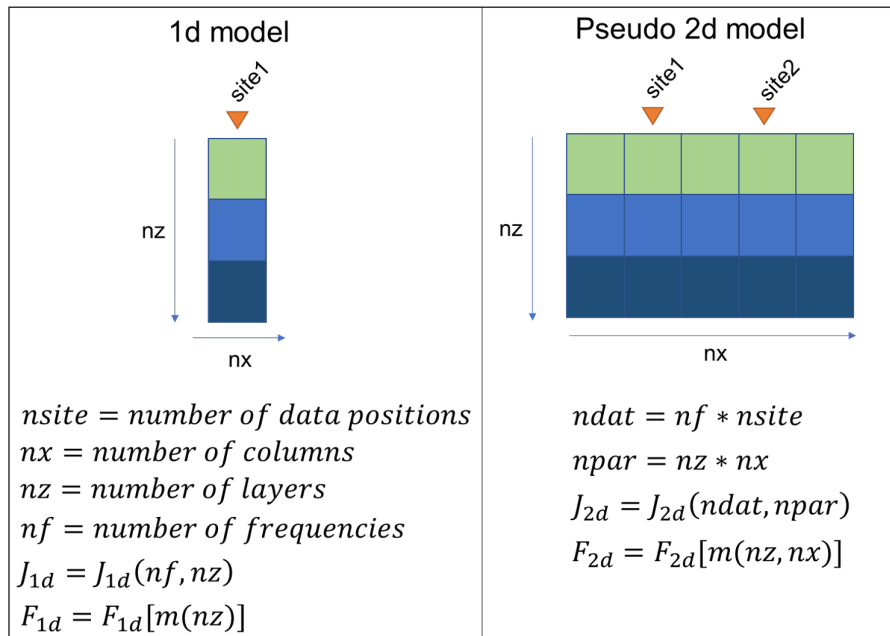 1d model
site1
nz
nx
nsite = number of data positions
nx = number of columns
nz = number of layers
nf = number of frequencies
J₁d = J₁d(nf, nz)
F₁d = F₁d[m(nz)]
Pseudo 2d model
site1
site2
nz
nx
ndat = nf * nsite
npar = nz * nx
J₂d = J₂d(ndat, npar)
F₂d = F₂d[m(nz, nx)]